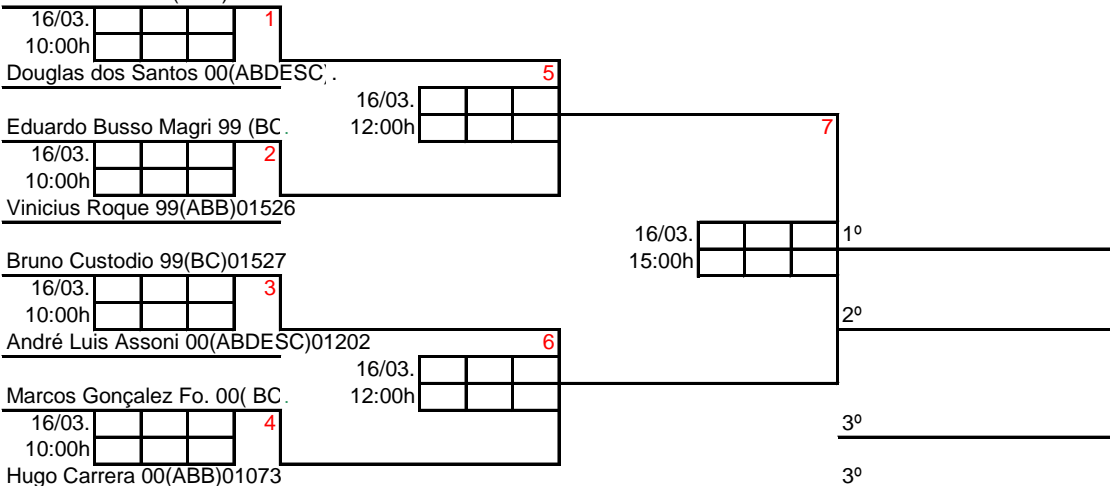 16/03. 1
10:00h
Douglas dos Santos 00(ABDESC) . 5
16/03.
Eduardo Busso Magri 99 (BC . 12:00h 7
16/03. 2
10:00h
Vinicius Roque 99(ABB)01526
16/03. 1º
Bruno Custodio 99(BC)01527 15:00h
16/03. 3
10:00h 2º
André Luis Assoni 00(ABDESC)01202 6
16/03.
Marcos Gonçalez Fo. 00( BC . 12:00h
16/03. 4 3º
10:00h
Hugo Carrera 00(ABB)01073 3º